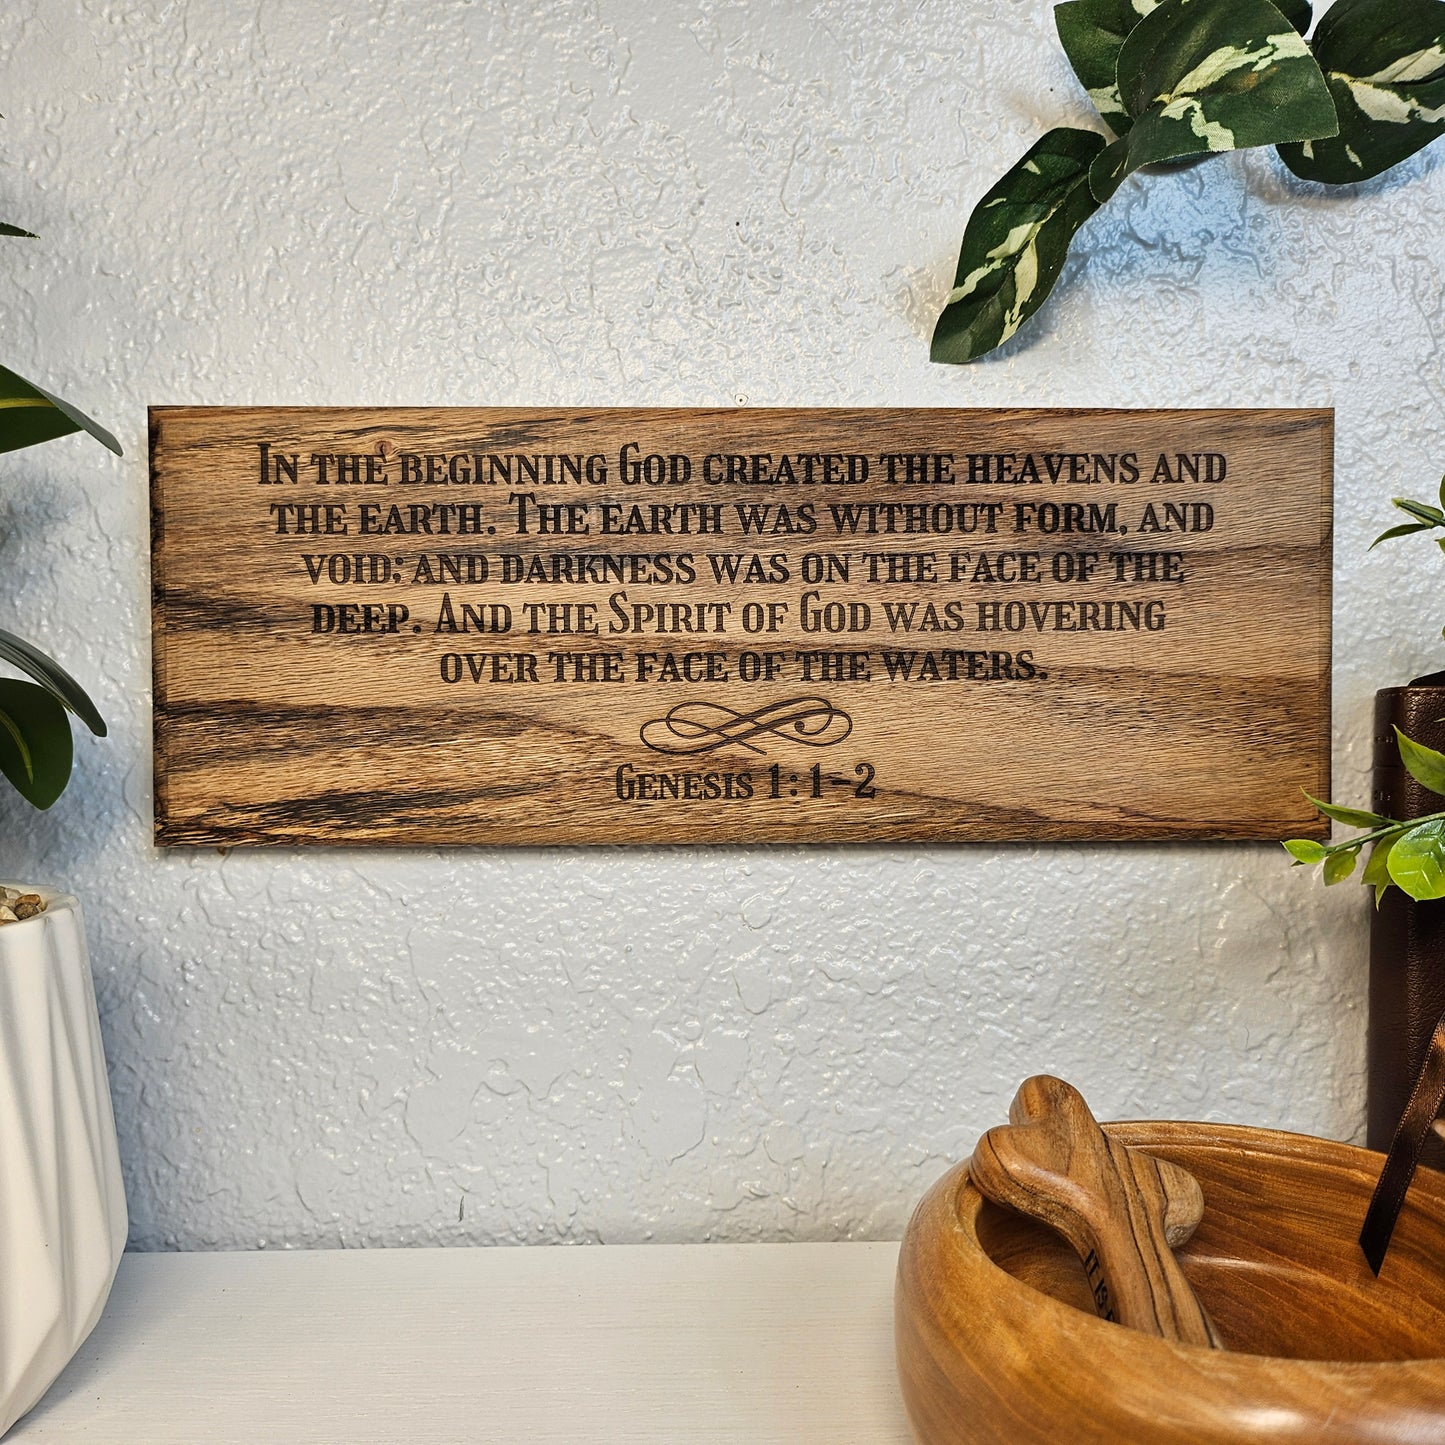 In the beginning God created the heavens and
the earth. The earth was without form, and
void; and darkness was on the face of the
deep. And the Spirit of God was hovering
over the face of the waters.
Genesis 1:1-2
IT IS